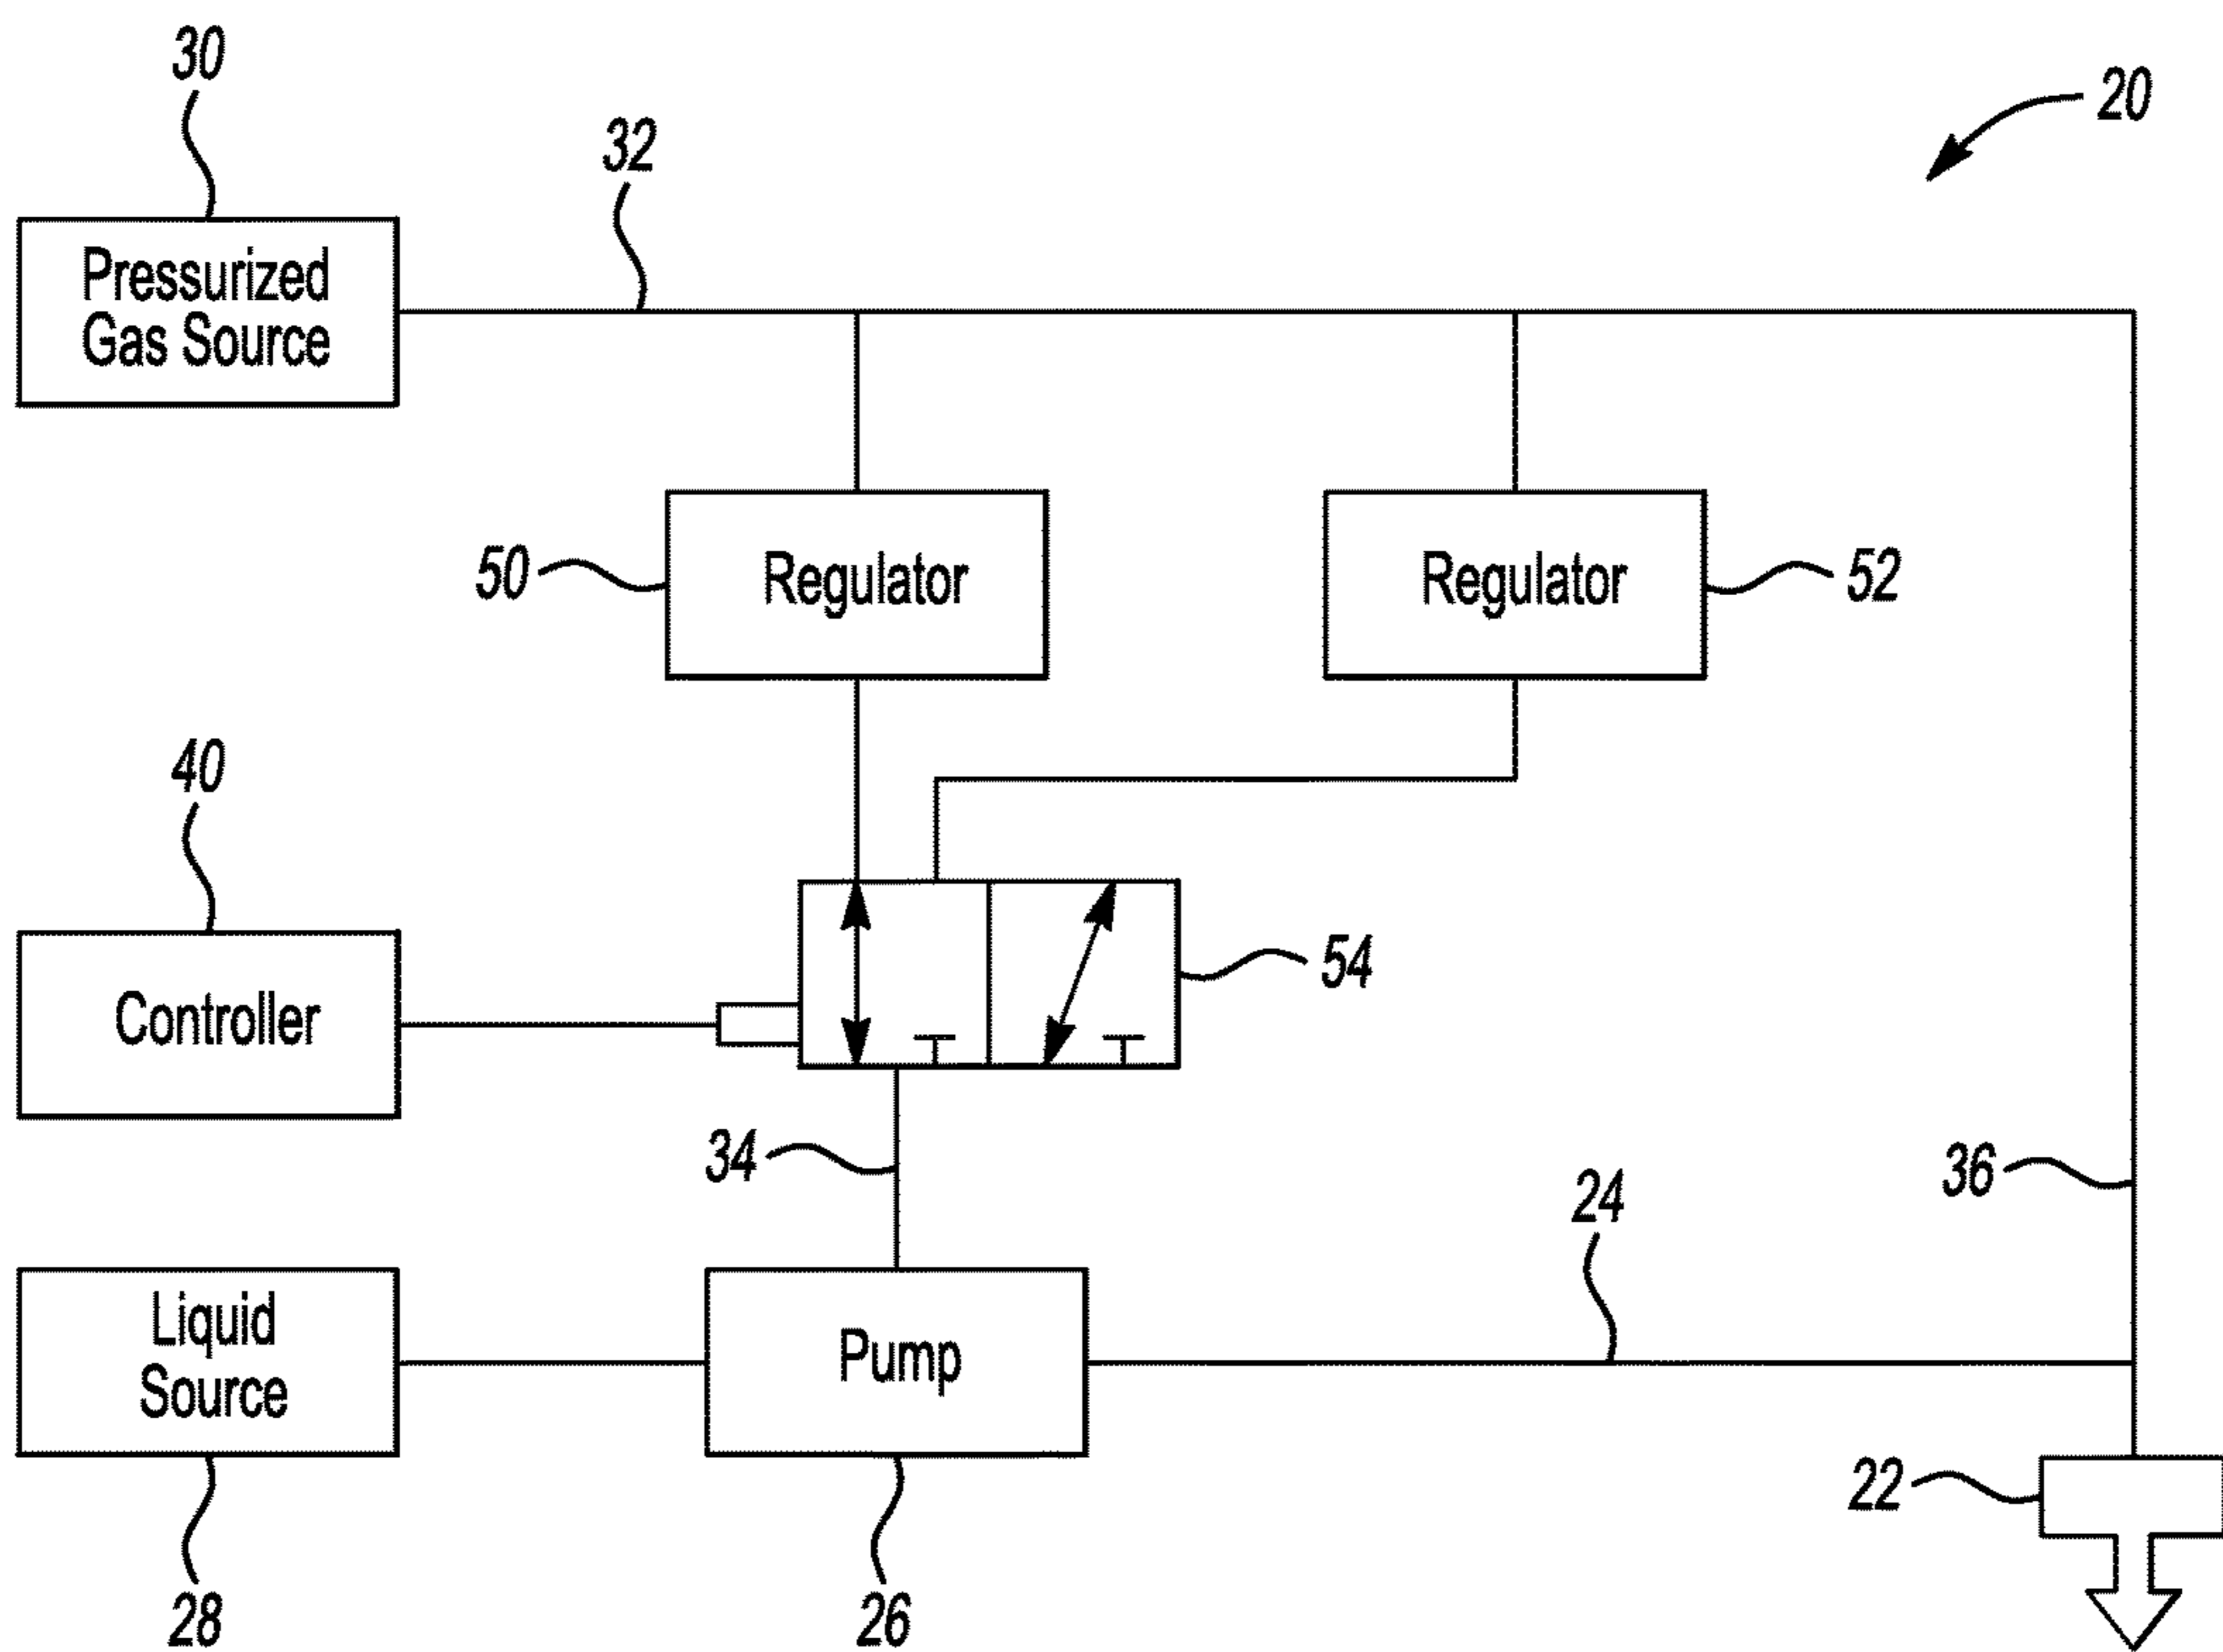 30
20
32
Pressurized
Gas Source
50
Regulator
Regulator
52
40
54
Controller
34
36
24
Liquid
Source
Pump
22
28
26